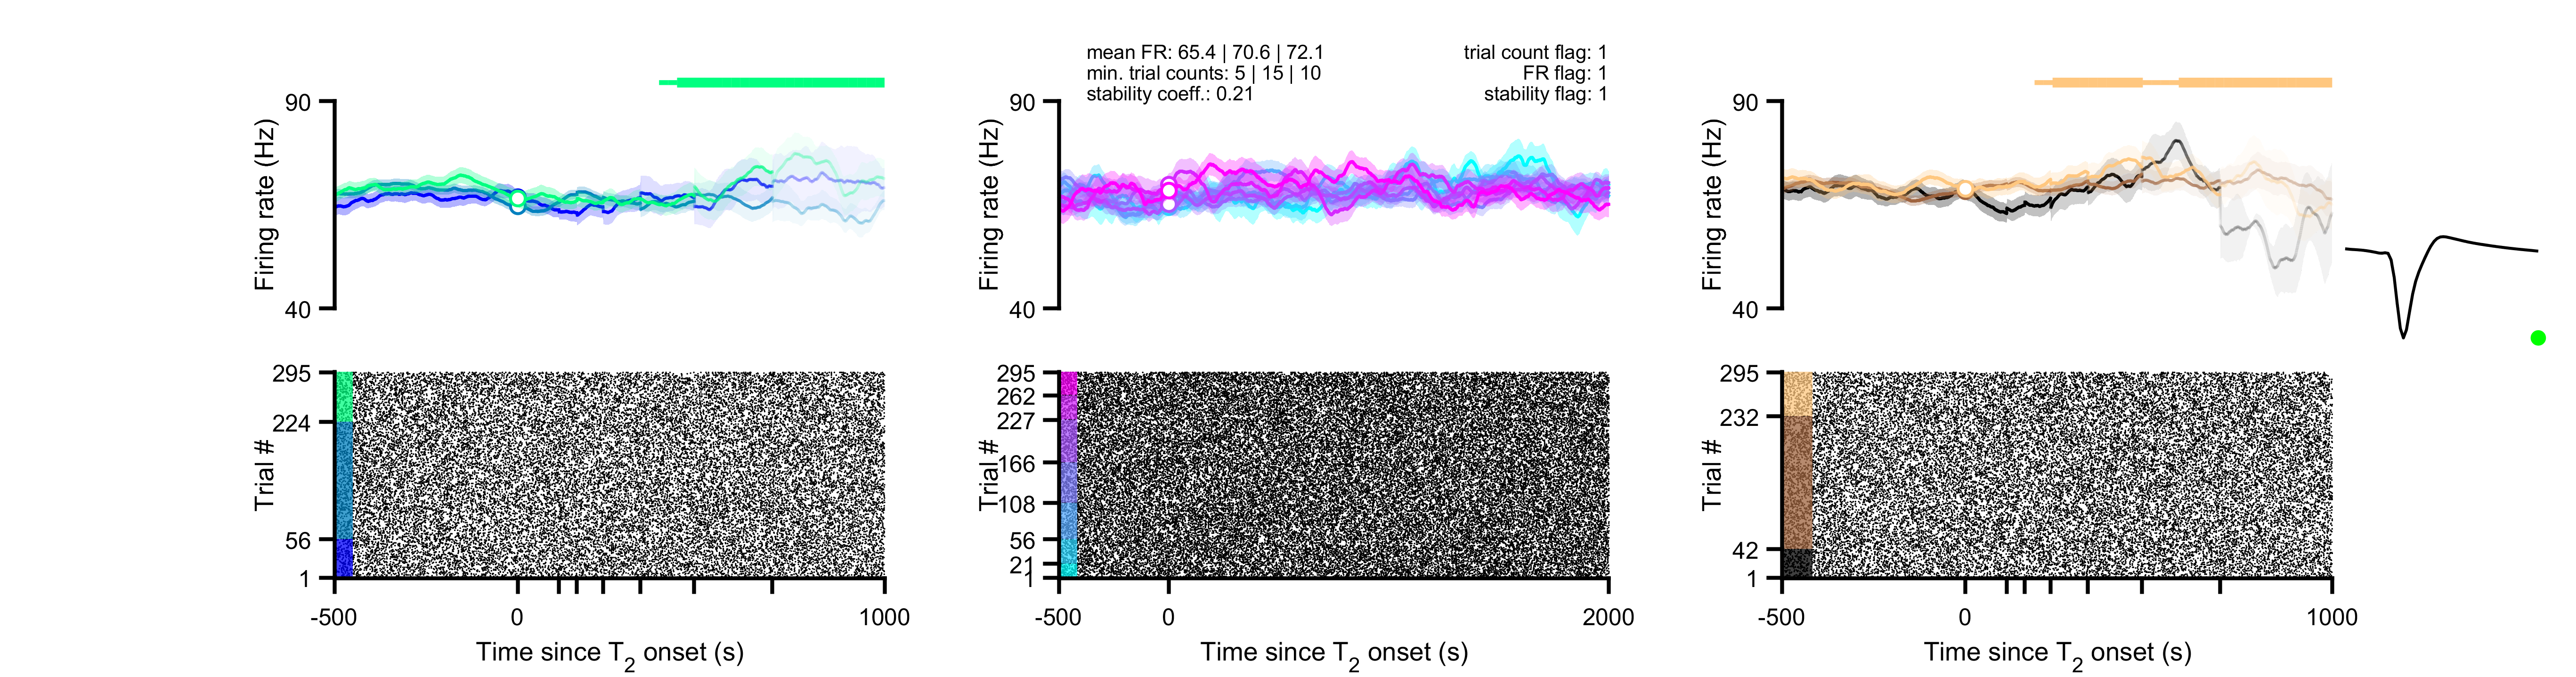 mean FR: 65.4 | 70.6 | 72.1
min. trial counts: 5 | 15 | 10
stability coeff.: 0.21
trial count flag: 1
FR flag: 1
stability flag: 1
90
40
Firing rate (Hz)
90
40
Firing rate (Hz)
90
40
Firing rate (Hz)
295
224
56
1
Trial #
-500
0
1000
Time since T2 onset (s)
295
262
227
166
108
56
21
1
Trial #
-500
0
2000
Time since T2 onset (s)
295
232
42
1
Trial #
-500
0
1000
Time since T2 onset (s)